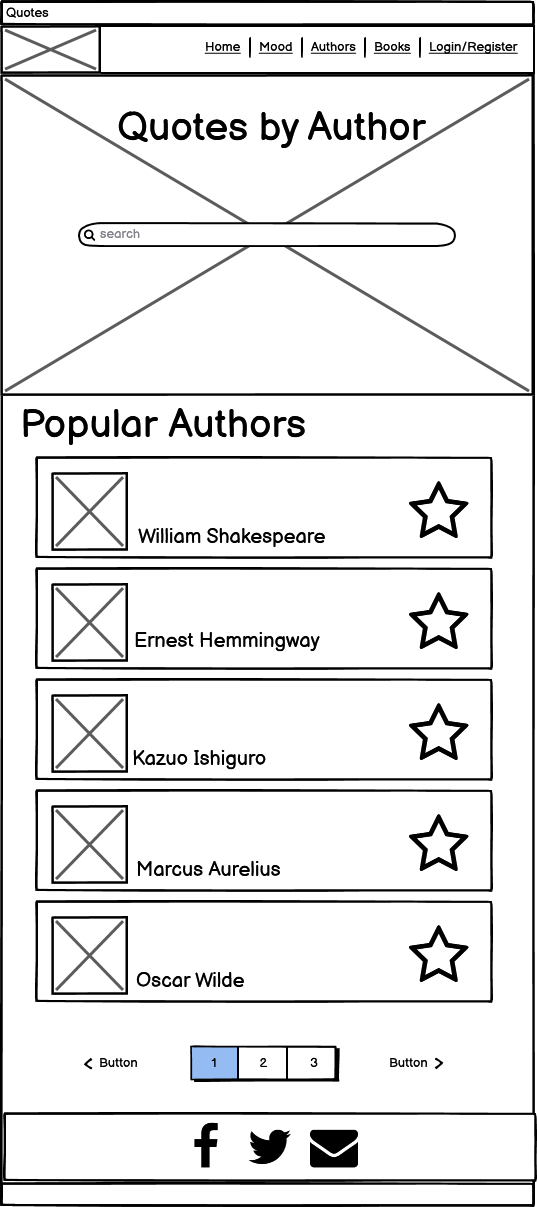 Quotes
Home Mood Authors Books Login/Register
Quotes by Author
search
Popular Authors
William Shakespeare
Ernest Hemmingway
Kazuo Ishiguro
Marcus Aurelius
Oscar Wilde
Button 1 2 3 Button